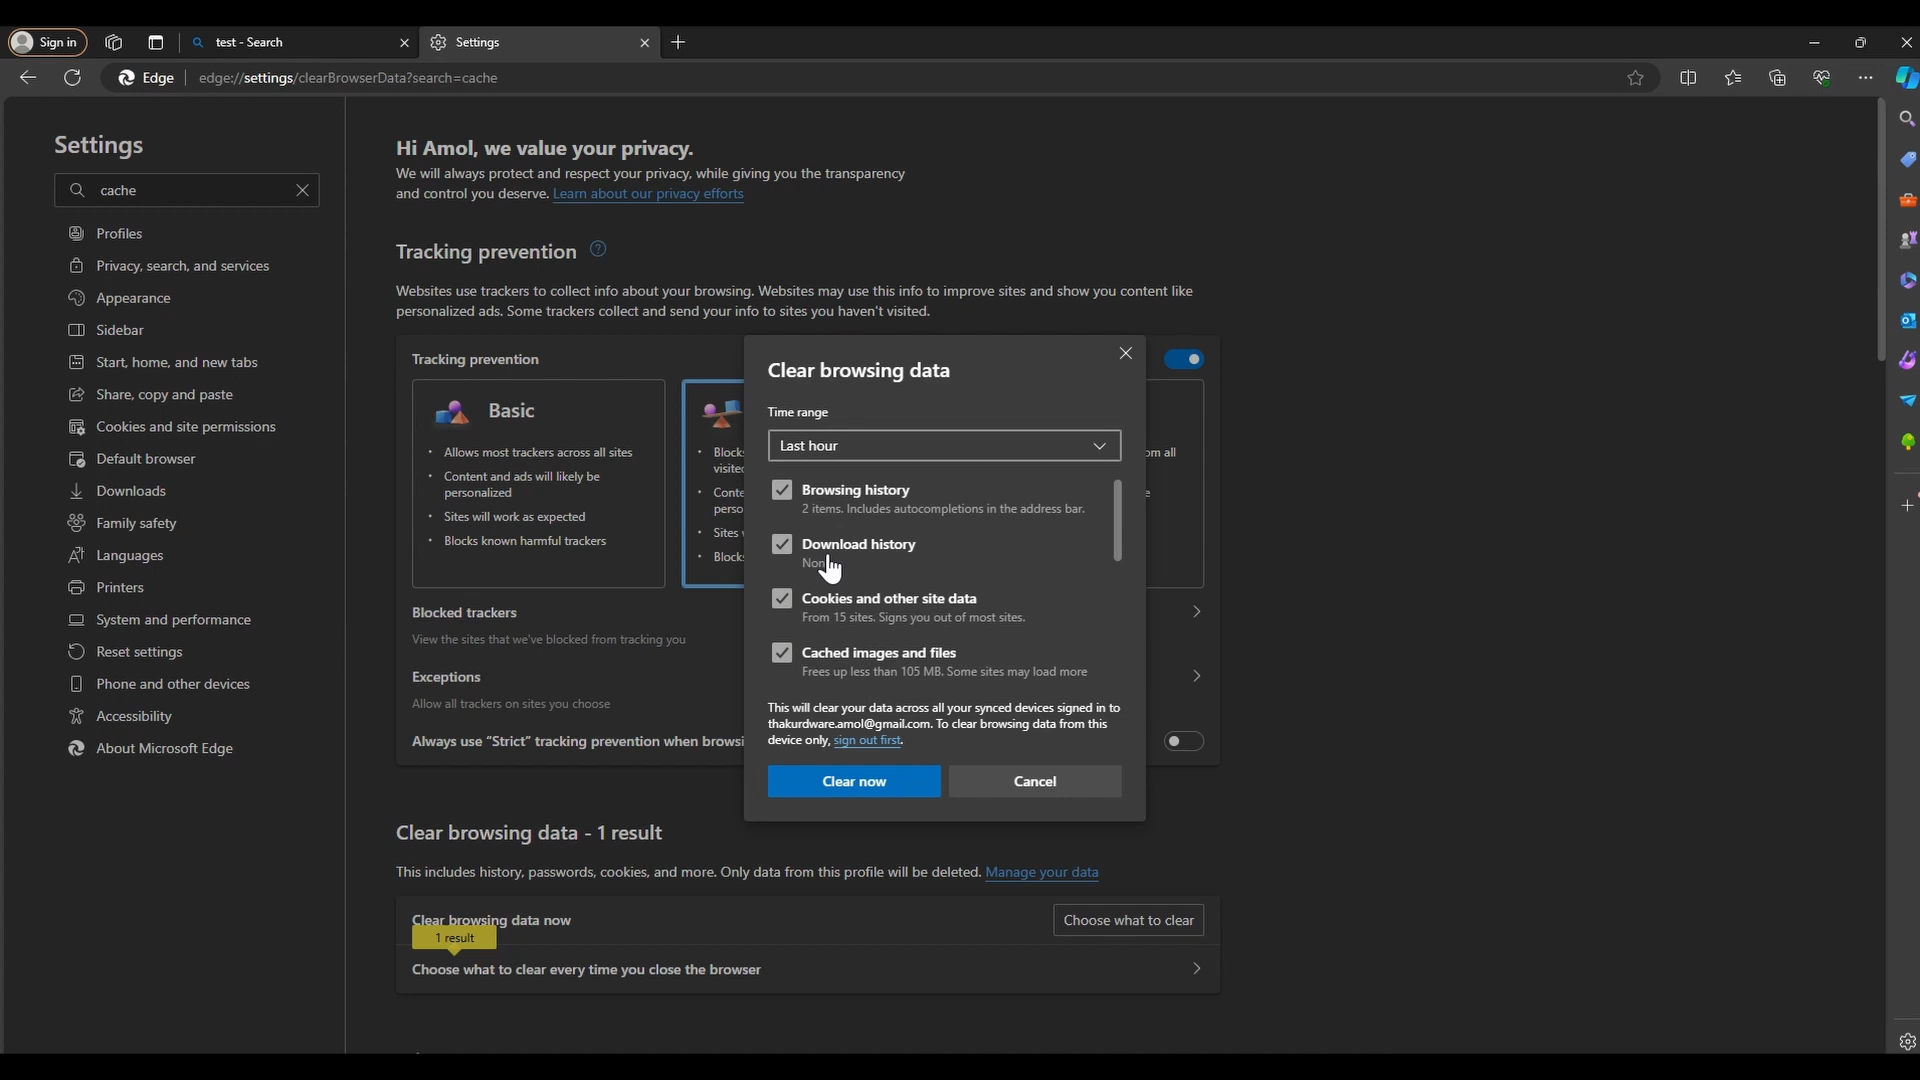 Sign in
test - Search
Settings
Edge
edge://settings/clearBrowserData?search=cache
Settings
cache
Profiles
Privacy, search, and services
Appearance
Sidebar
Start, home, and new tabs
Share, copy and paste
Cookies and site permissions
Default browser
Downloads
Family safety
Languages
Printers
System and performance
Reset settings
Phone and other devices
Accessibility
About Microsoft Edge
Hi Amol, we value your privacy.
We will always protect and respect your privacy, while giving you the transparency
and control you deserve. Learn about our privacy efforts
Tracking prevention
Websites use trackers to collect info about your browsing. Websites may use this info to improve sites and show you content like
personalized ads. Some trackers collect and send your info to sites you haven't visited.
Tracking prevention
Basic
• Allows most trackers across all sites
• Content and ads will likely be
personalized
• Sites will work as expected
• Blocks known harmful trackers
Blocked trackers
View the sites that we've blocked from tracking you
Exceptions
Allow all trackers on sites you choose
Always use "Strict" tracking prevention when browsi
Clear browsing data
Time range
Last hour
Browsing history
2 items. Includes autocompletions in the address bar.
Download history
Cookies and other site data
From 15 sites. Signs you out of most sites.
Cached images and files
Frees up less than 105 MB. Some sites may load more
This will clear your data across all your synced devices signed in to
thakurdware.amol@gmail.com. To clear browsing data from this
device only, sign out first.
Clear now
Cancel
Clear browsing data - 1 result
This includes history, passwords, cookies, and more. Only data from this profile will be deleted. Manage your data
Clear browsing data now
Choose what to clear
1 result
Choose what to clear every time you close the browser